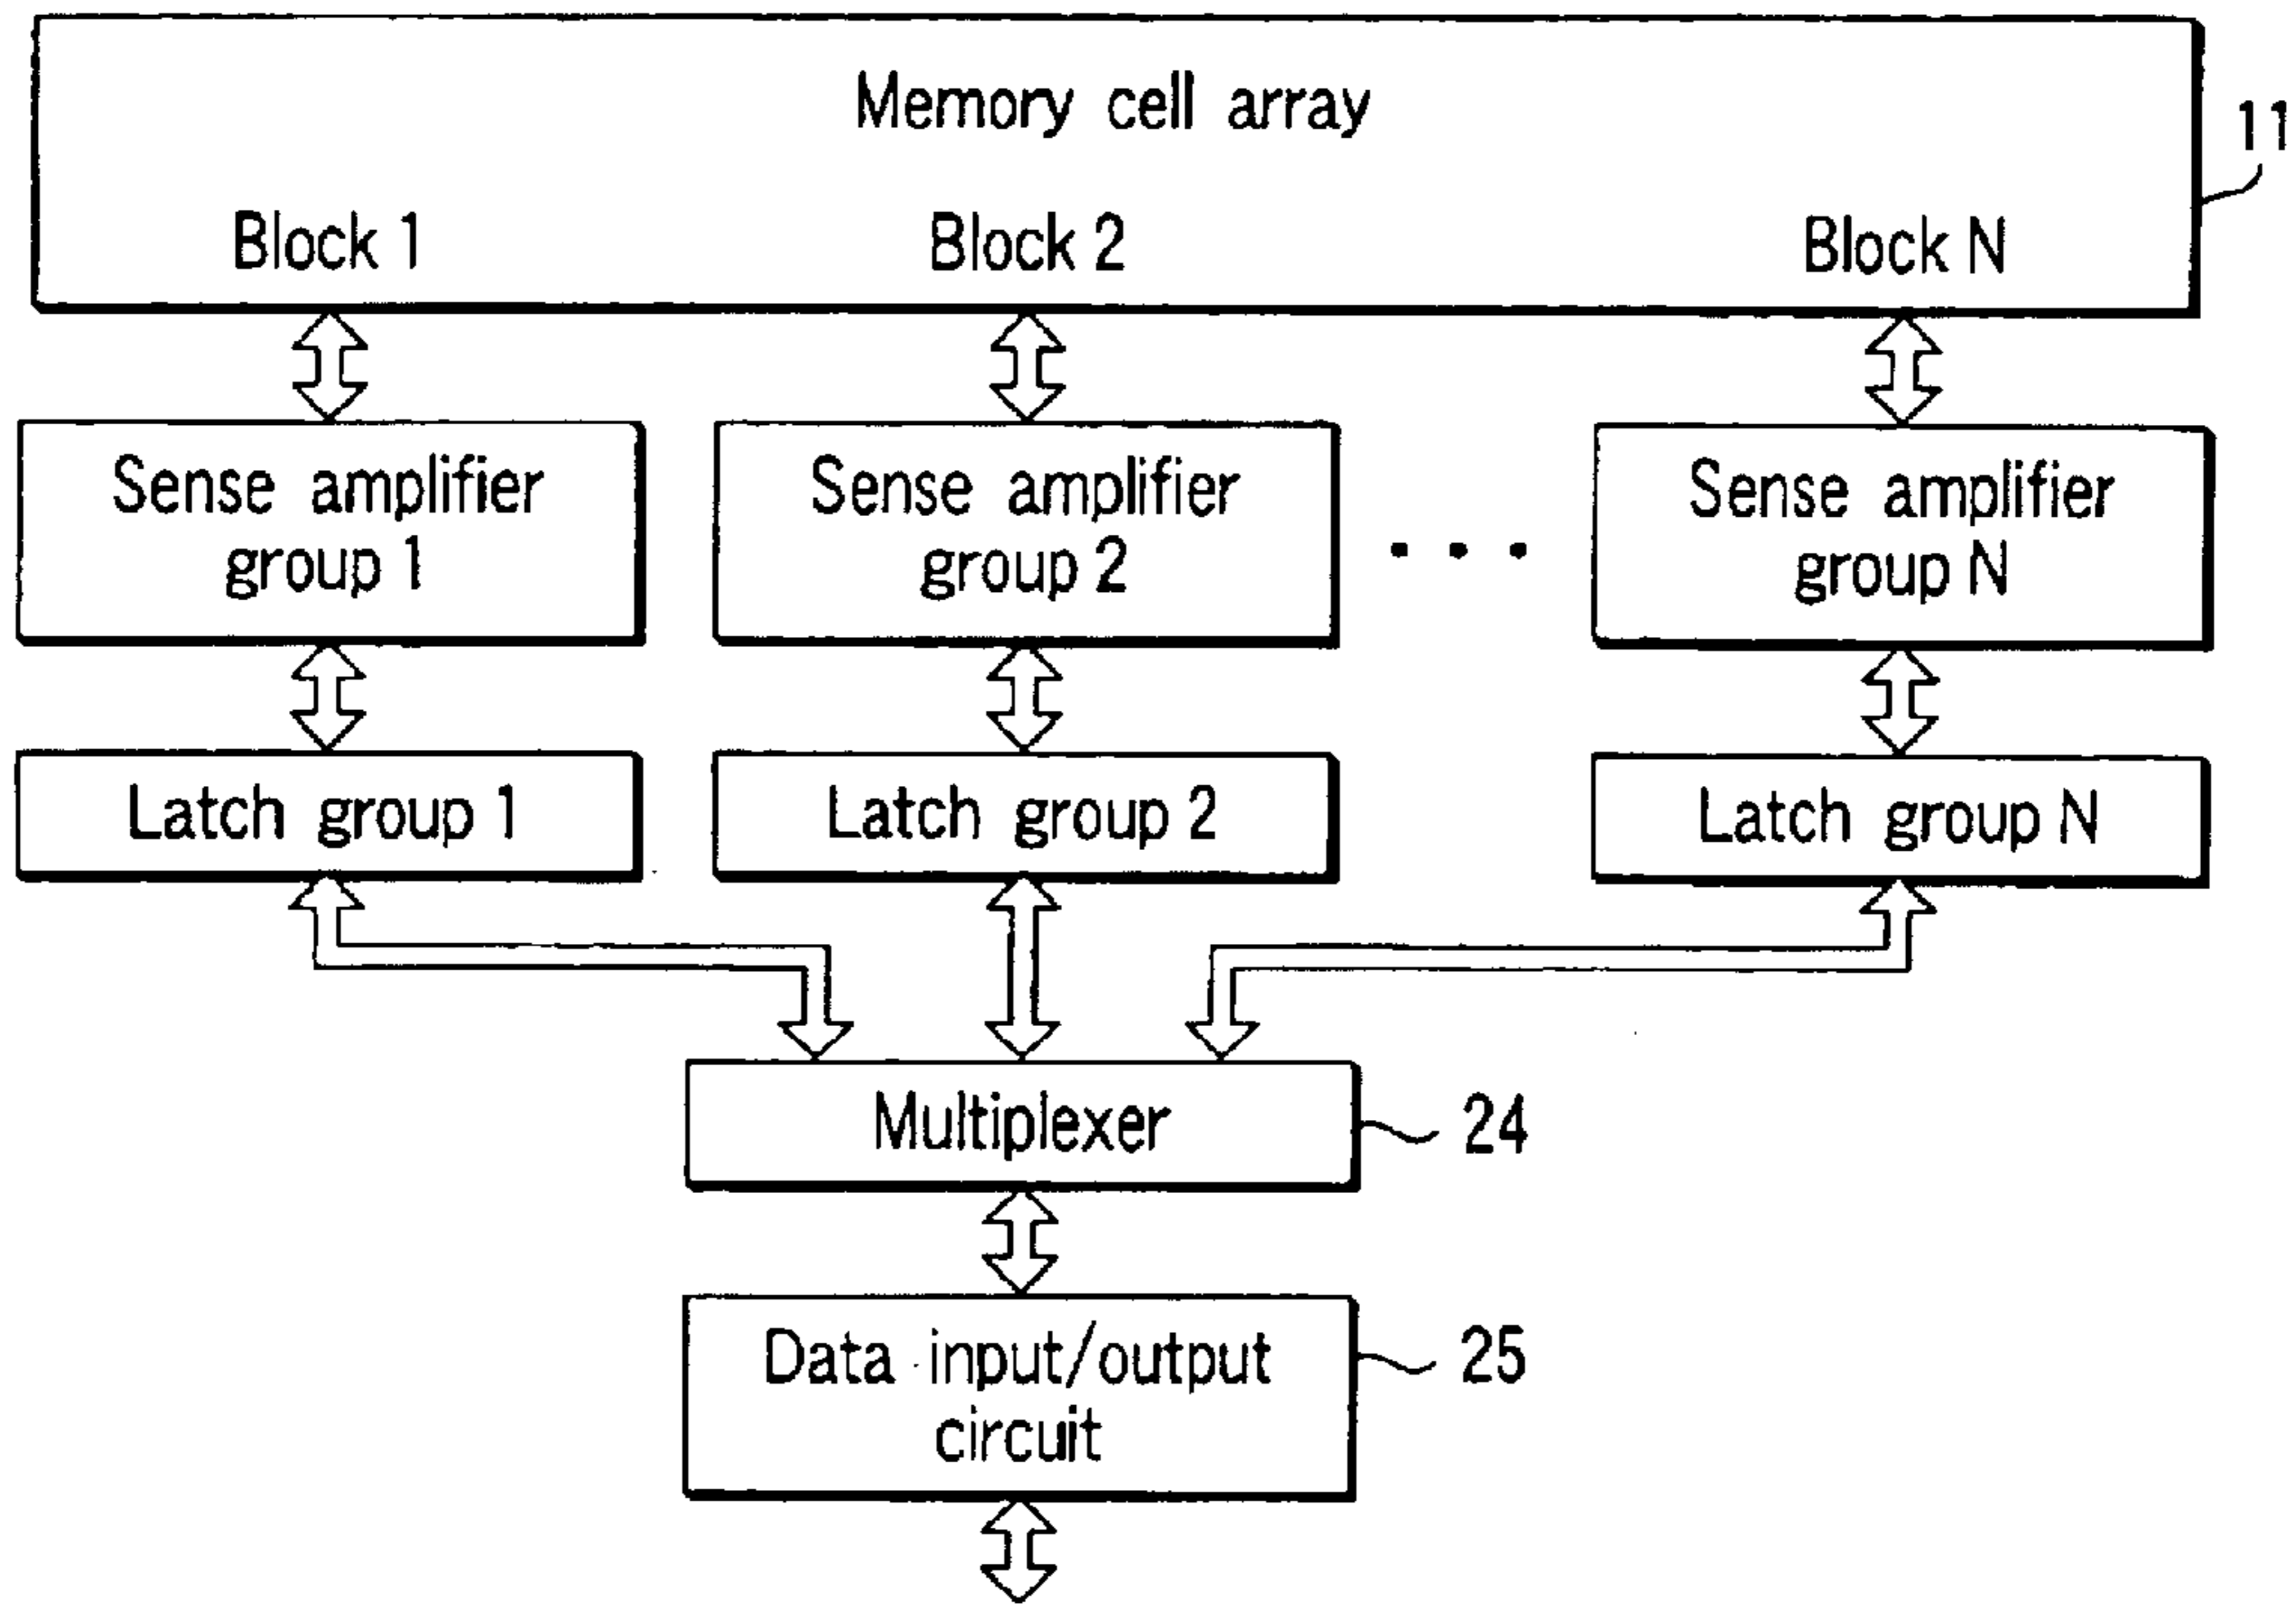 Memory cell array
11
Block 1
Block 2
Block N
Sense amplifier
group 1
Sense amplifier
group 2
• • •
Sense amplifier
group N
Latch group 1
Latch group 2
Latch group N
Multiplexer
24
Data input/output
circuit
25